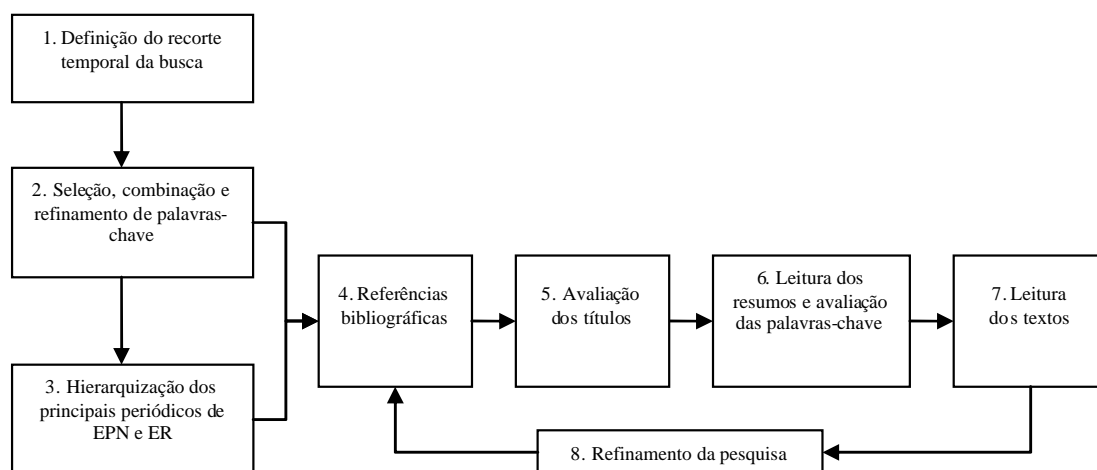 1. Definição do recorte
temporal da busca
2. Seleção, combinação e
refinamento de palavras-
chave
3. Hierarquização dos
principais periódicos de
EPN e ER
4. Referências
bibliográficas
5. Avaliação
dos títulos
6. Leitura dos
resumos e avaliação
das palavras-chave
7. Leitura
dos textos
8. Refinamento da pesquisa